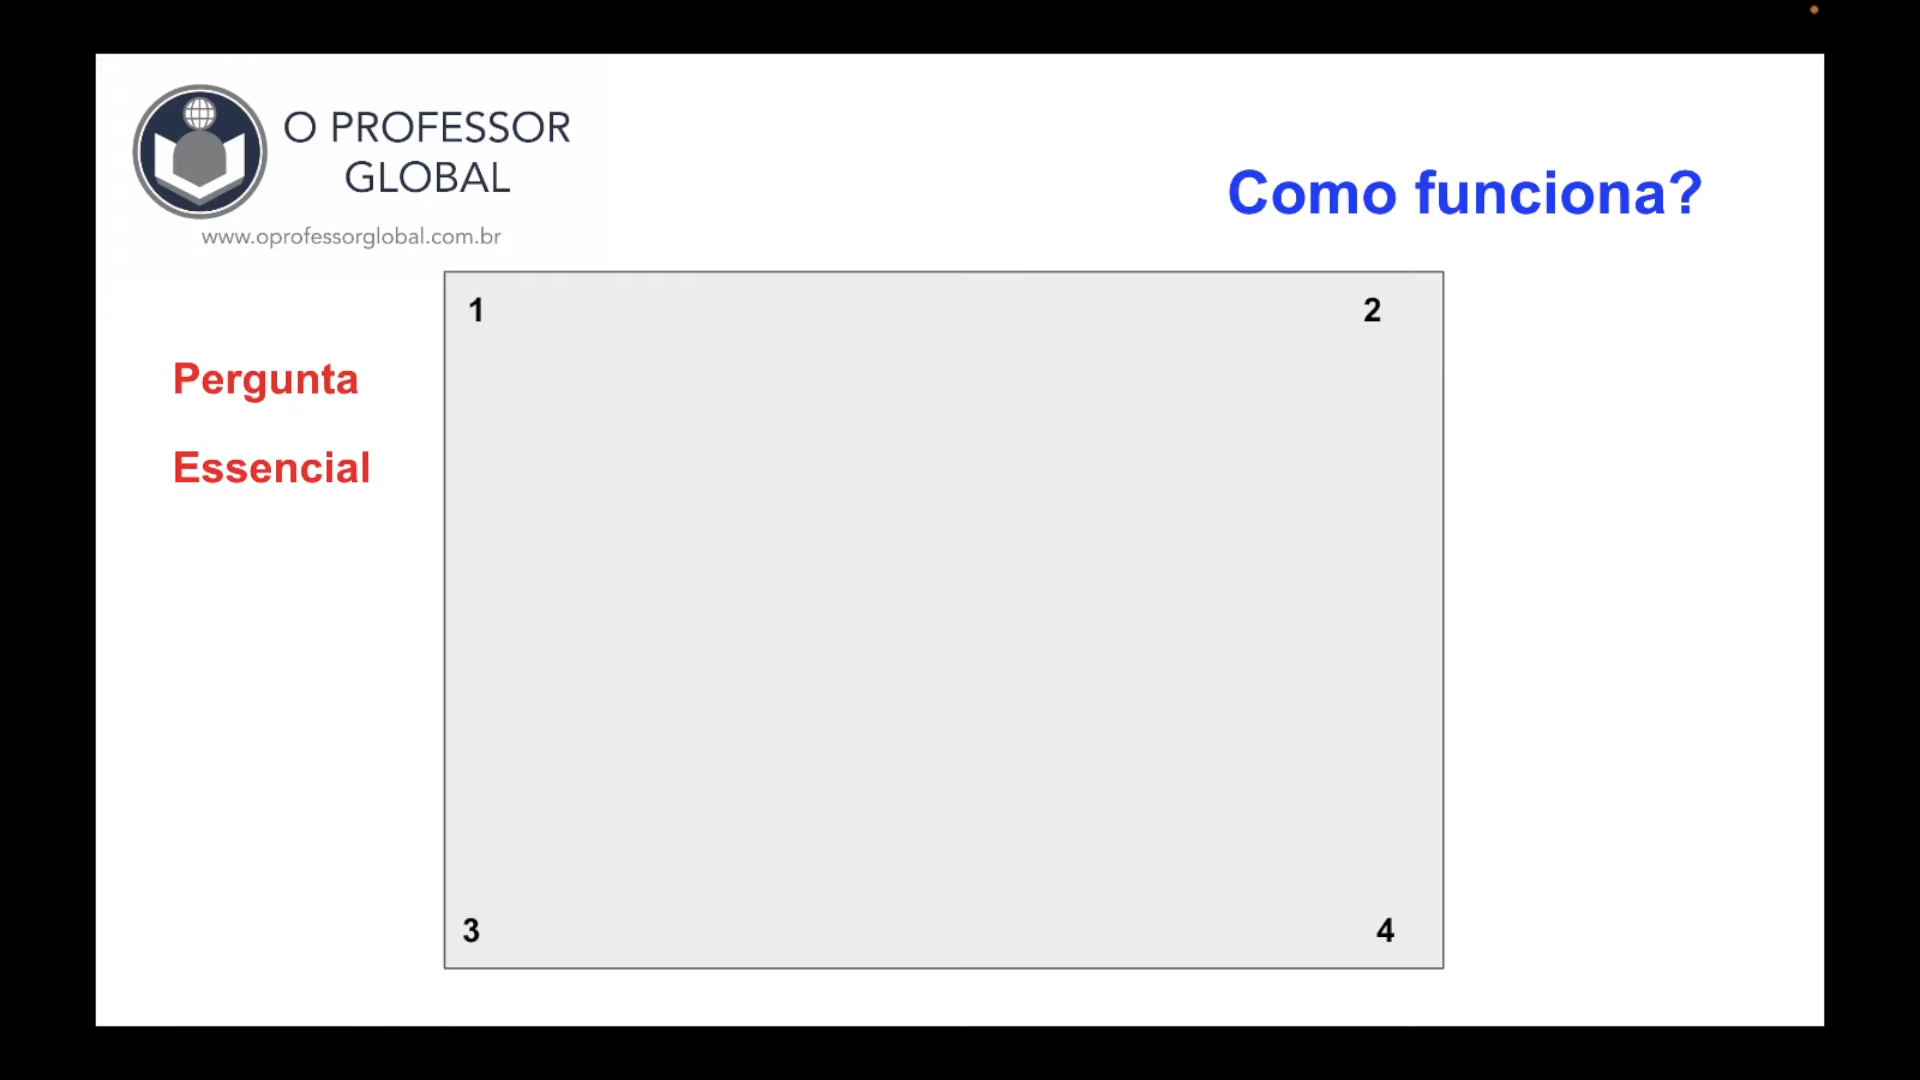 O PROFESSOR
GLOBAL
www.oprofessorglobal.com.br
Como funciona?
1
2
Pergunta
Essencial
3
4